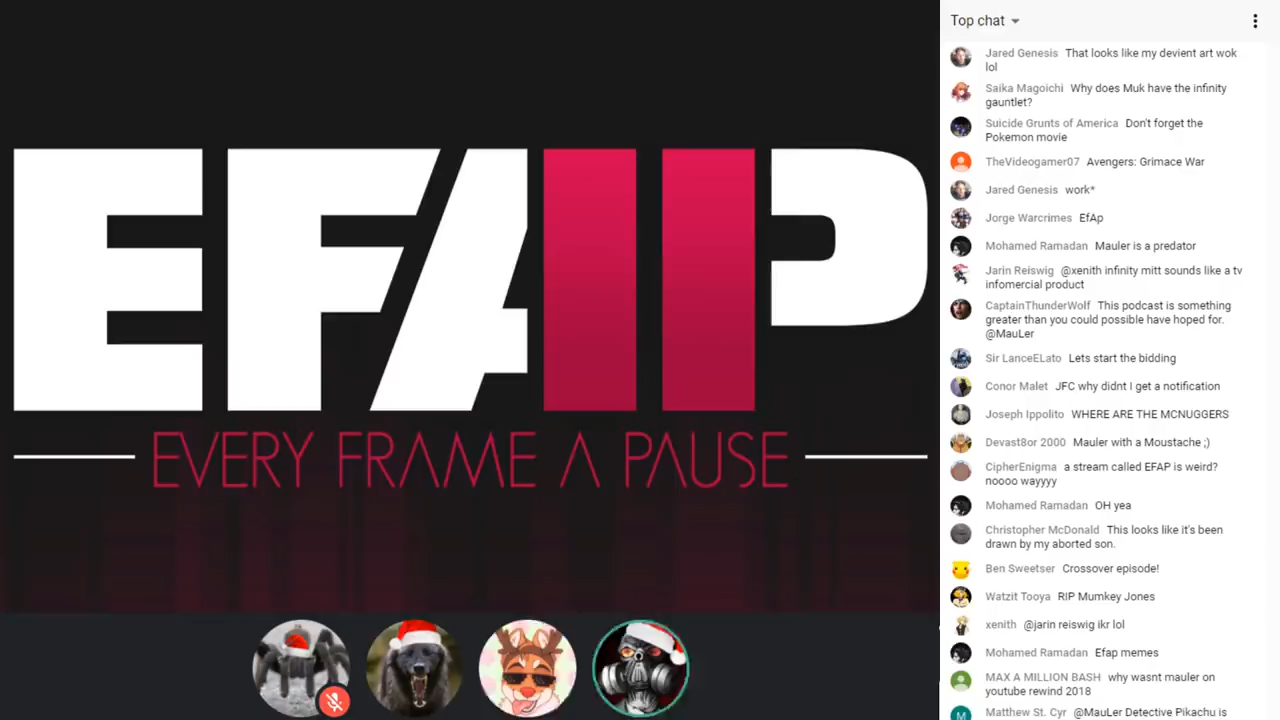 EFAP
EVERY FRAME A PAUSE
Top chat
Jared Genesis That looks like my devient art wok
lol
Saika Magoichi Why does Muk have the infinity
gauntlet?
Suicide Grunts of America Don't forget the
Pokemon movie
TheVideogamer07 Avengers: Grimace War
Jared Genesis work*
Jorge Warcrimes EfAp
Mohamed Ramadan Mauler is a predator
Jarin Reiswig @xenith infinity mitt sounds like a tv
infomercial product
CaptainThunderWolf This podcast is something
greater than you could possible have hoped for.
@MauLer
Sir LanceELato Lets start the bidding
Conor Malet JFC why didnt I get a notification
Joseph Ippolito WHERE ARE THE MCNUGGERS
Devast8or 2000 Mauler with a Moustache ;)
CipherEnigma a stream called EFAP is weird?
noooo wayyyy
Mohamed Ramadan OH yea
Christopher McDonald This looks like it's been
drawn by my aborted son.
Ben Sweetser Crossover episode!
Watzit Tooya RIP Mumkey Jones
xenith @jarin reiswig ikr lol
Mohamed Ramadan Efap memes
MAX A MILLION BASH why wasnt mauler on
youtube rewind 2018
M
Matthew St. Cyr @MauLer Detective Pikachu is